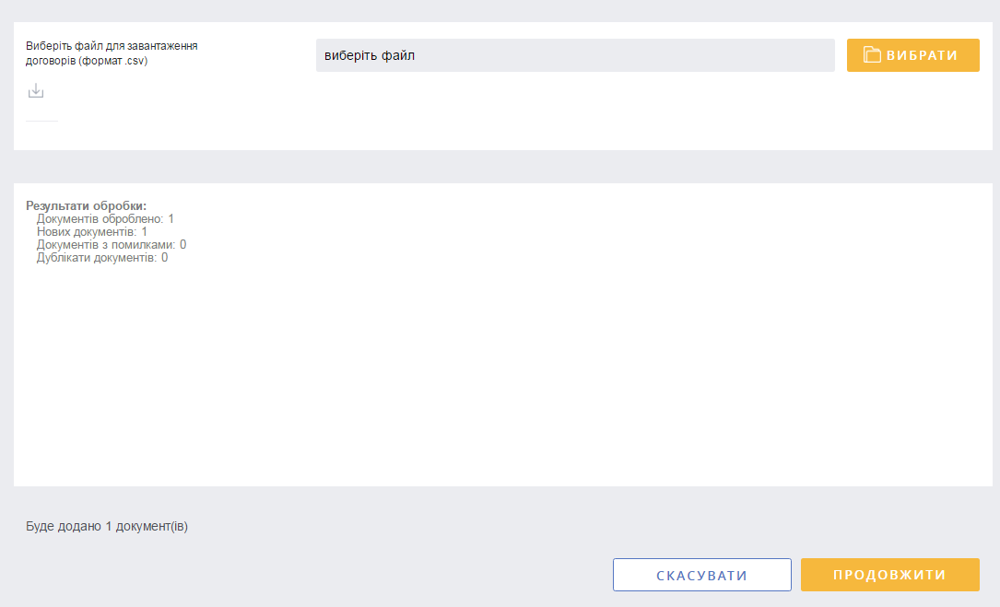 Виберіть файл для завантаження
договорів (формат .csv)
виберіть файл
ВИБРАТИ
Результати обробки:
Документів оброблено: 1
Нових документів: 1
Документів з помилками: 0
Дублікати документів: 0
Буде додано 1 документ(ів)
СКАСУВАТИ
ПРОДОВЖИТИ